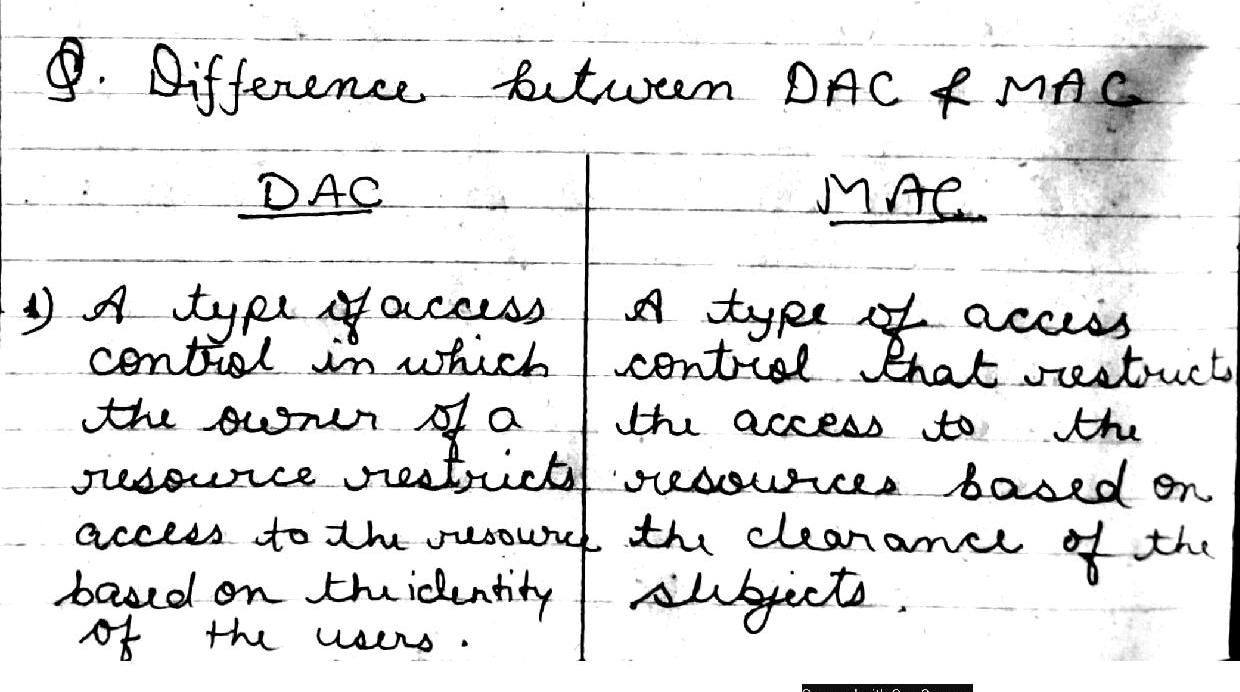 Q. Difference between DAC & MAC
DAC
1) A type of access
control in which
the owner of a
resource restricts
access to the resource
based on the identity
of the users.
MAC
A type of access
control that restricts
the access to the
resources based on
the clearance of the
subjects.